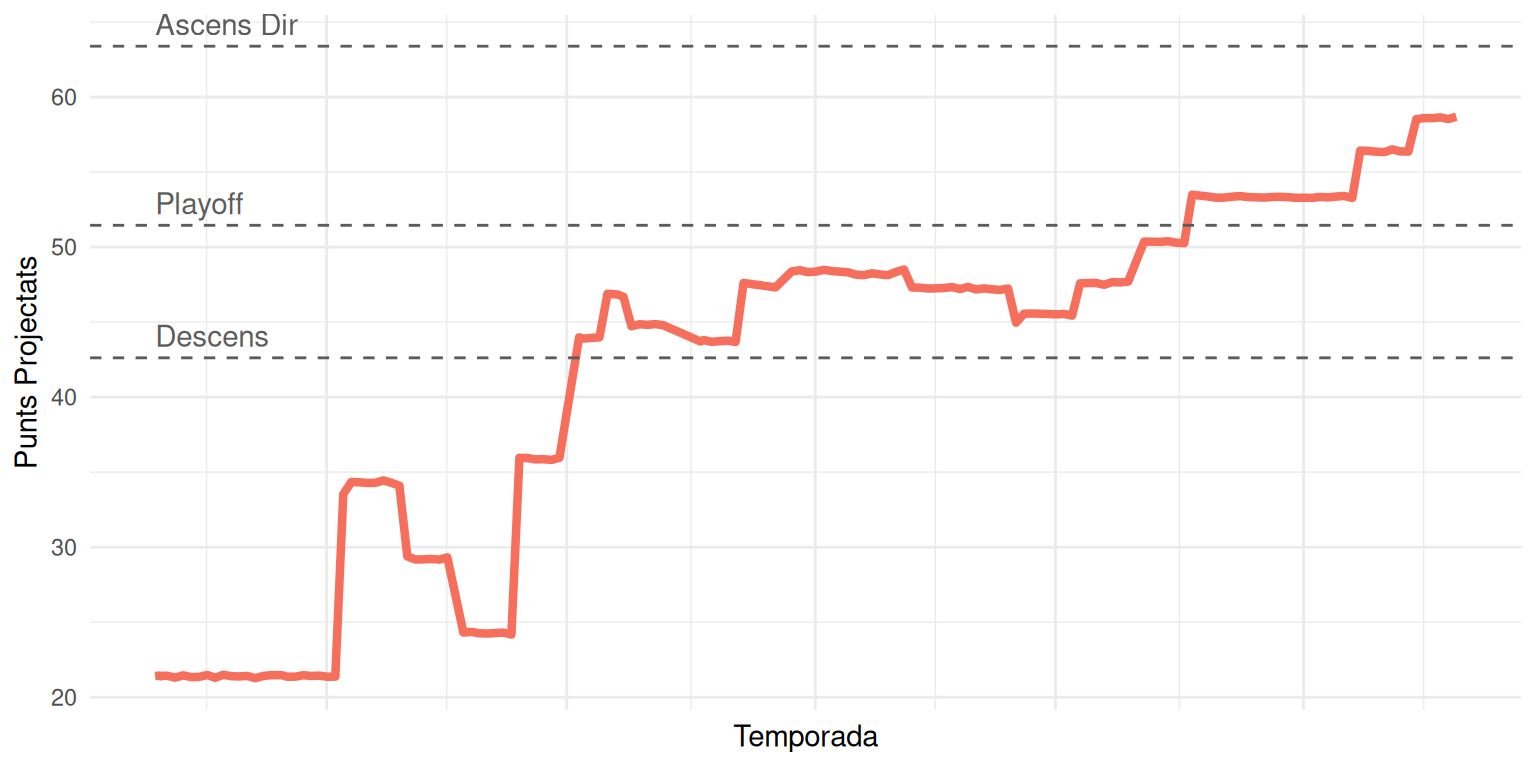 Ascens Dir
60
Playoff
50
Descens
40
30
20
Punts Projectats
Temporada